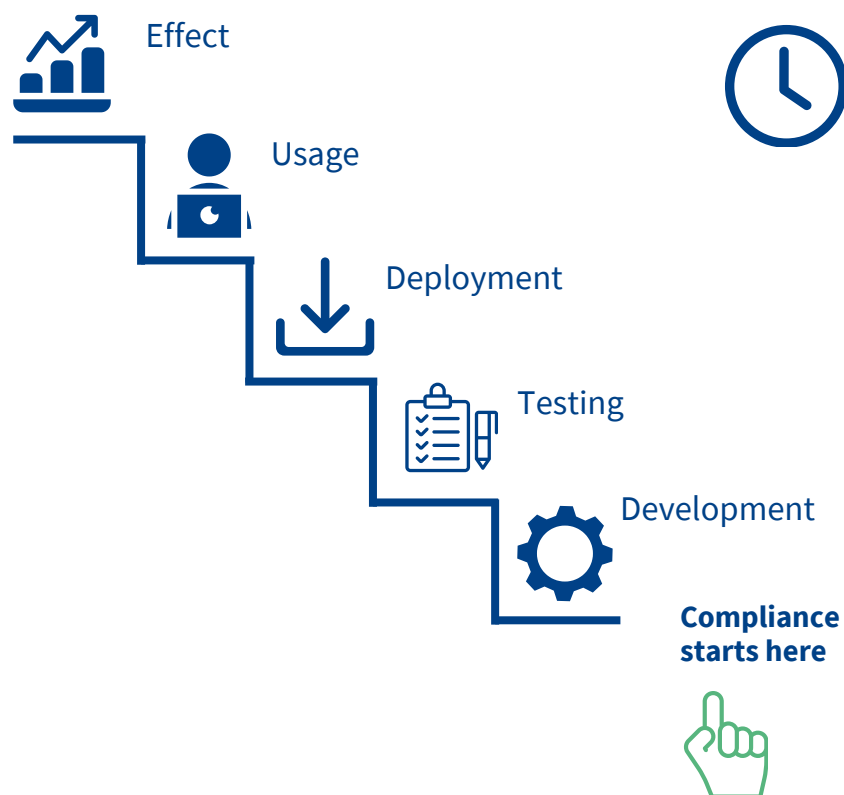 Effect
Usage
Deployment
Testing
Development
Compliance
starts here